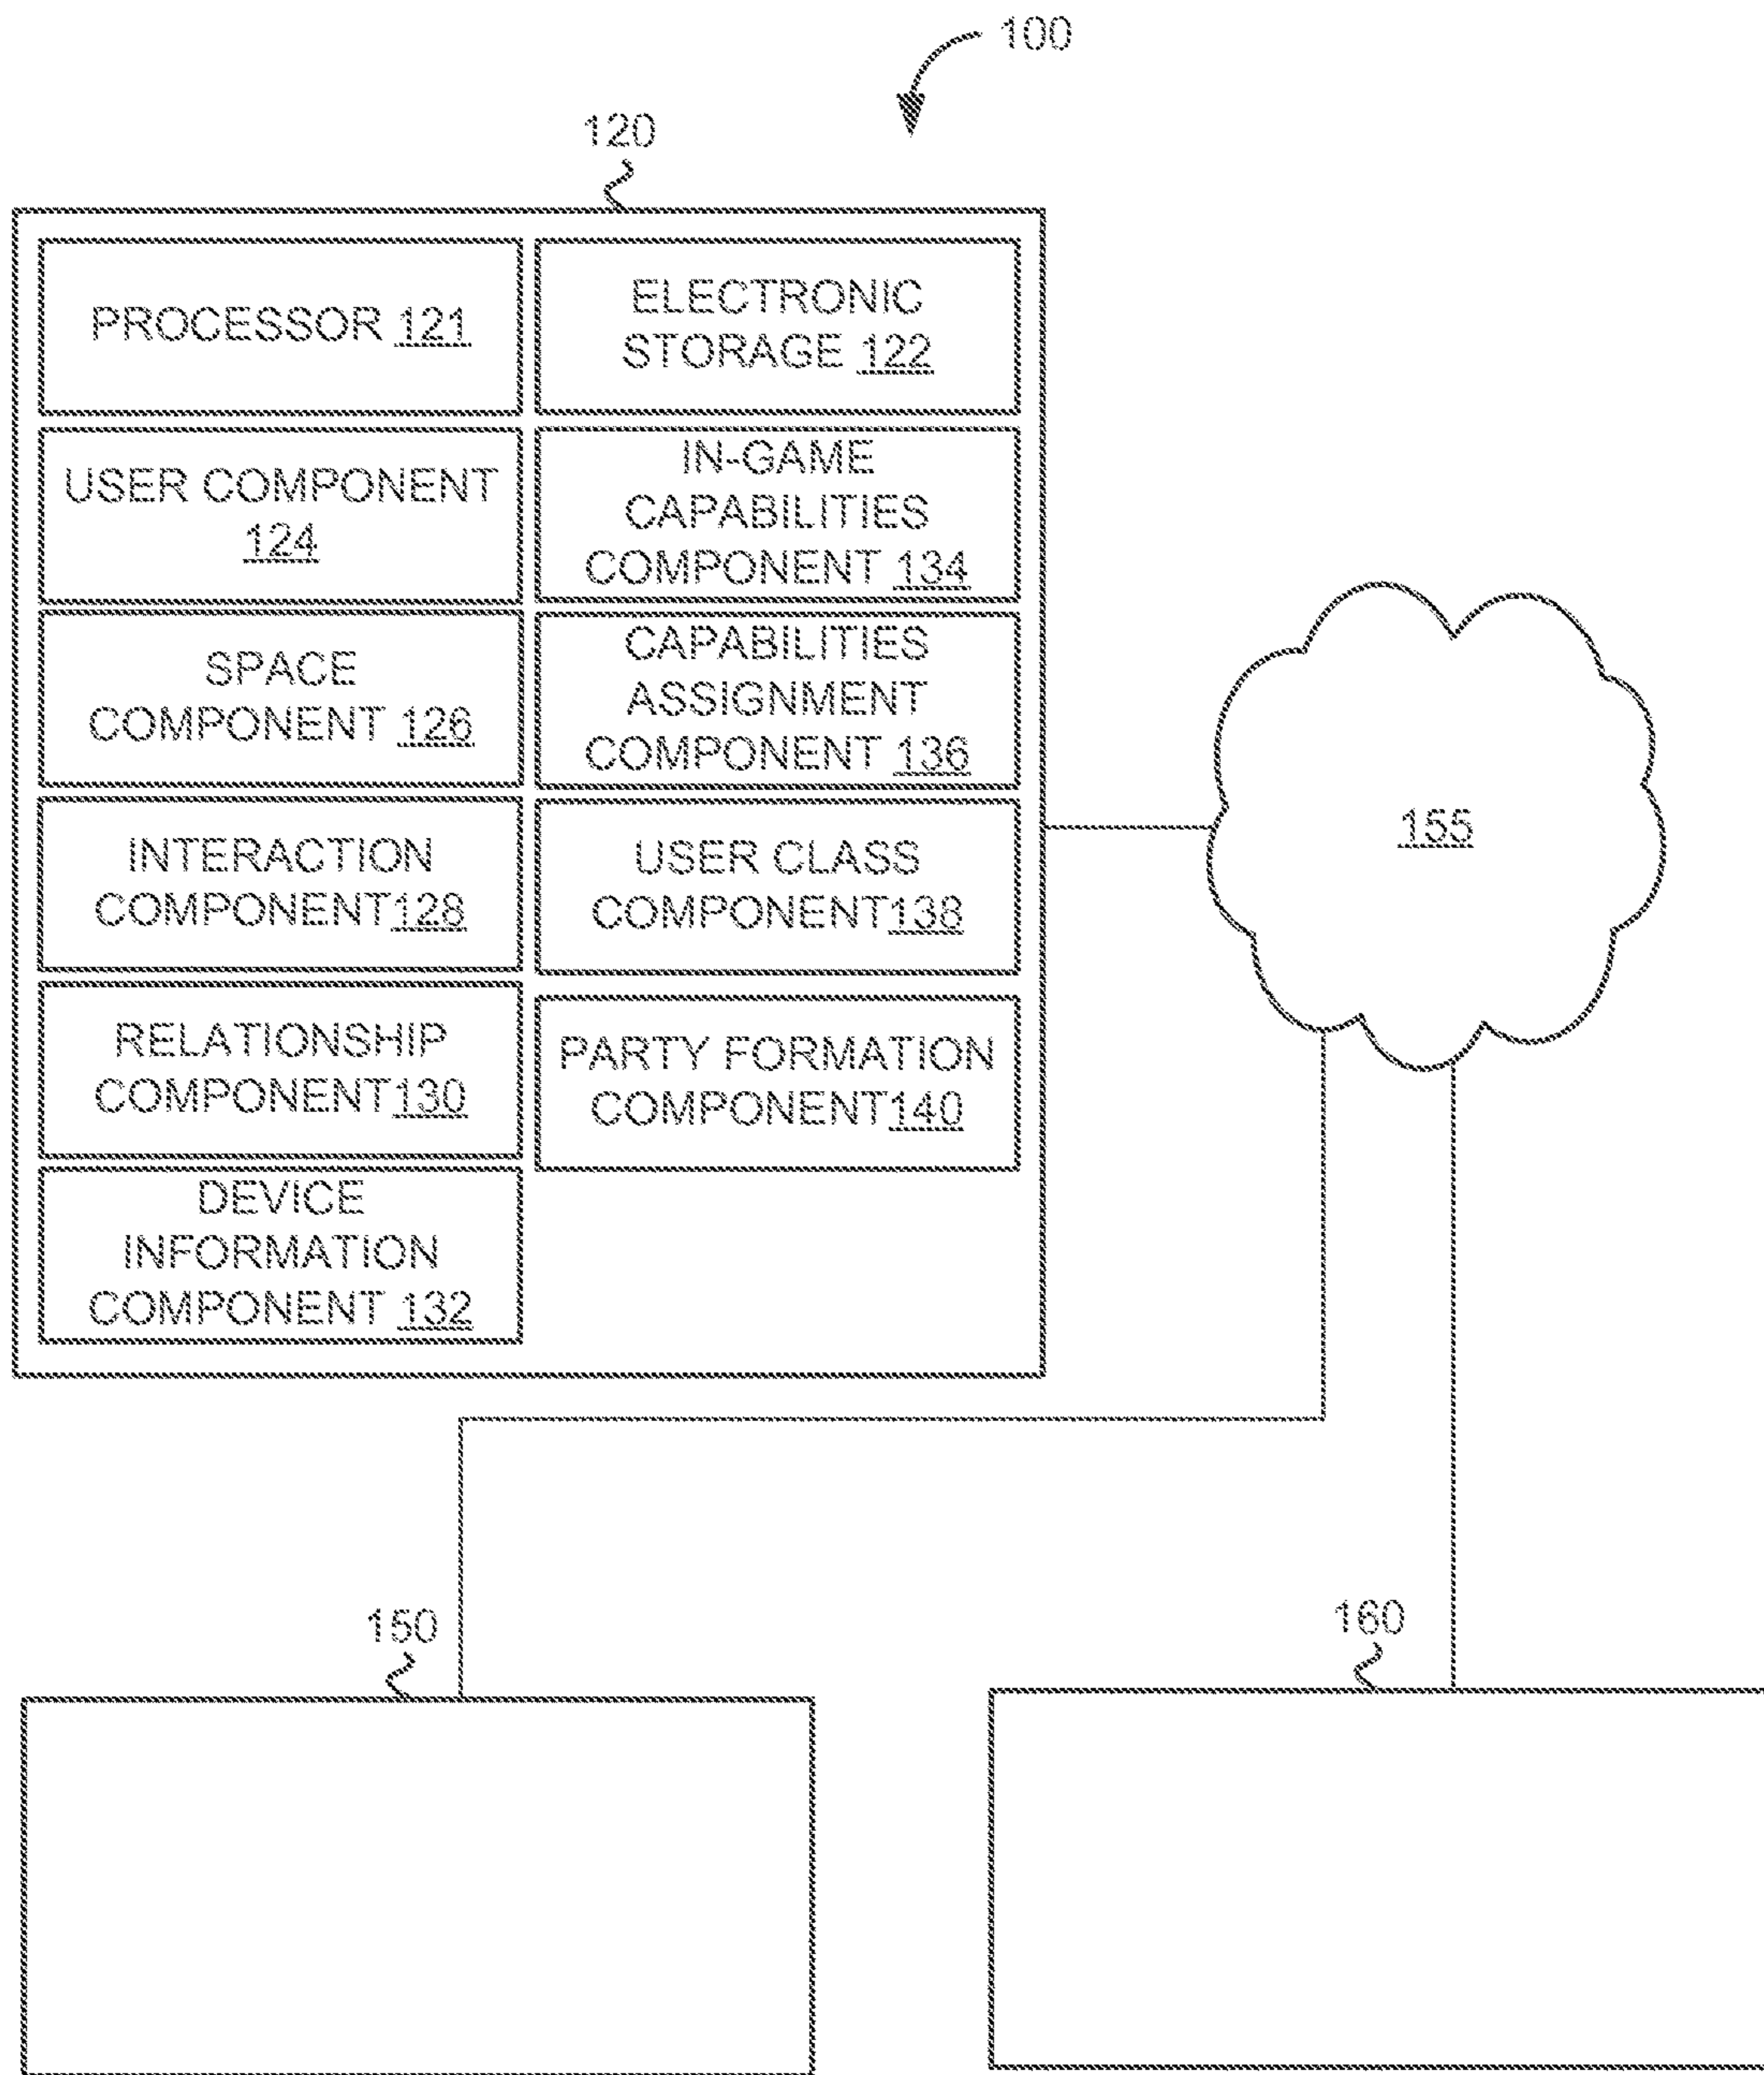 100
120
PROCESSOR 121
ELECTRONIC
STORAGE 122
USER COMPONENT
124
IN-GAME
CAPABILITIES
COMPONENT 134
SPACE
COMPONENT 126
CAPABILITIES
ASSIGNMENT
COMPONENT 136
INTERACTION
COMPONENT128
USER CLASS
COMPONENT138
RELATIONSHIP
COMPONENT130
PARTY FORMATION
COMPONENT140
DEVICE
INFORMATION
COMPONENT 132
155
150
160